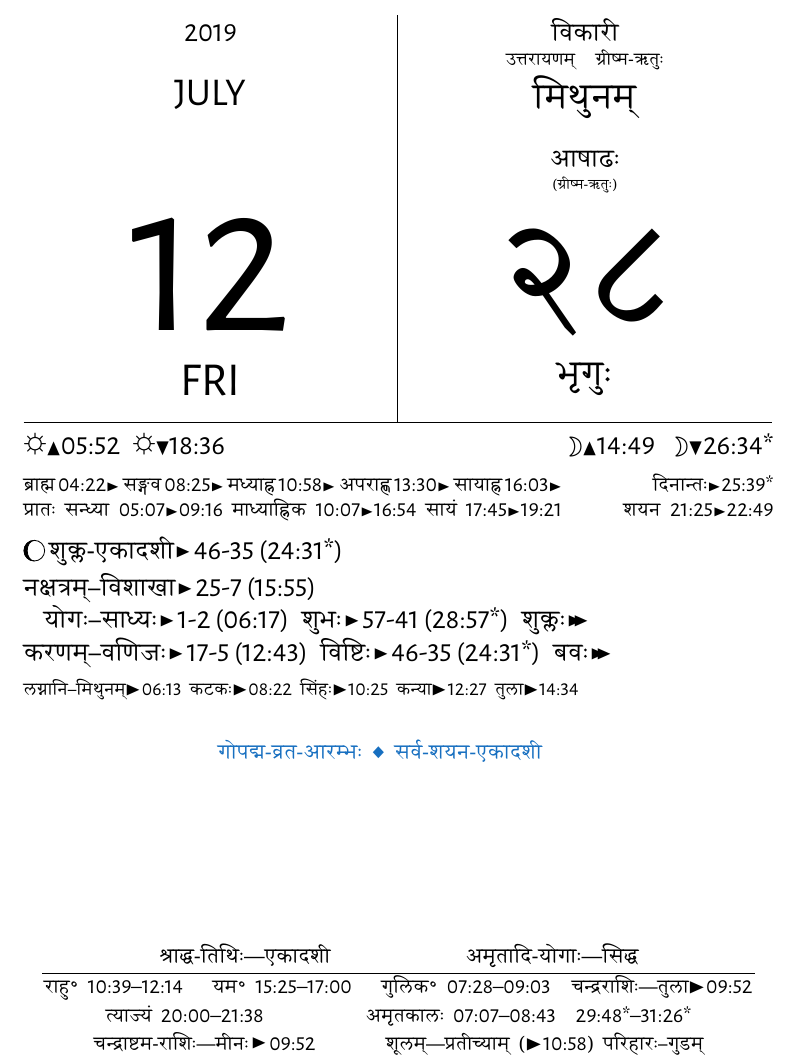 2019
JULY
12
FRI
विकारी
उत्तरायणम् ग्रीष्म-ऋतुः
मिथुनम्
आषाढः
(ग्रीष्म-ऋतुः)
२८
भृगुः
☼▲05:52 ☼▼18:36 ☽▲14:49 ☽▼26:34*
ब्राह्म 04:22► सङ्गव 08:25► मध्याह्न 10:58► अपराह्ण 13:30► सायाह्न 16:03► दिनान्तः►25:39*
प्रातः सन्ध्या 05:07►09:16 माध्याह्निक 10:07►16:54 सायं 17:45►19:21 शयन 21:25►22:49
शुक्ल-एकादशी►46-35 (24:31*)
नक्षत्रम्–विशाखा►25-7 (15:55)
योगः–साध्यः►1-2 (06:17) शुभः►57-41 (28:57*) शुक्लः►►
करणम्–वणिजः►17-5 (12:43) विष्टिः►46-35 (24:31*) बवः►►
लग्नानि–मिथुनम्►06:13 कटकः►08:22 सिंहः►10:25 कन्या►12:27 तुला►14:34
गोपद्म-व्रत-आरम्भः ◆ सर्व-शयन-एकादशी
श्राद्ध-तिथिः—एकादशी अमृतादि-योगाः—सिद्ध
राहु॰ 10:39–12:14 यम॰ 15:25–17:00 गुलिक॰ 07:28–09:03 चन्द्रराशिः—तुला►09:52
त्याज्यं 20:00–21:38 अमृतकालः 07:07–08:43 29:48*–31:26*
चन्द्राष्टम-राशिः—मीनः►09:52 शूलम्—प्रतीच्याम् (►10:58) परिहारः–गुडम्